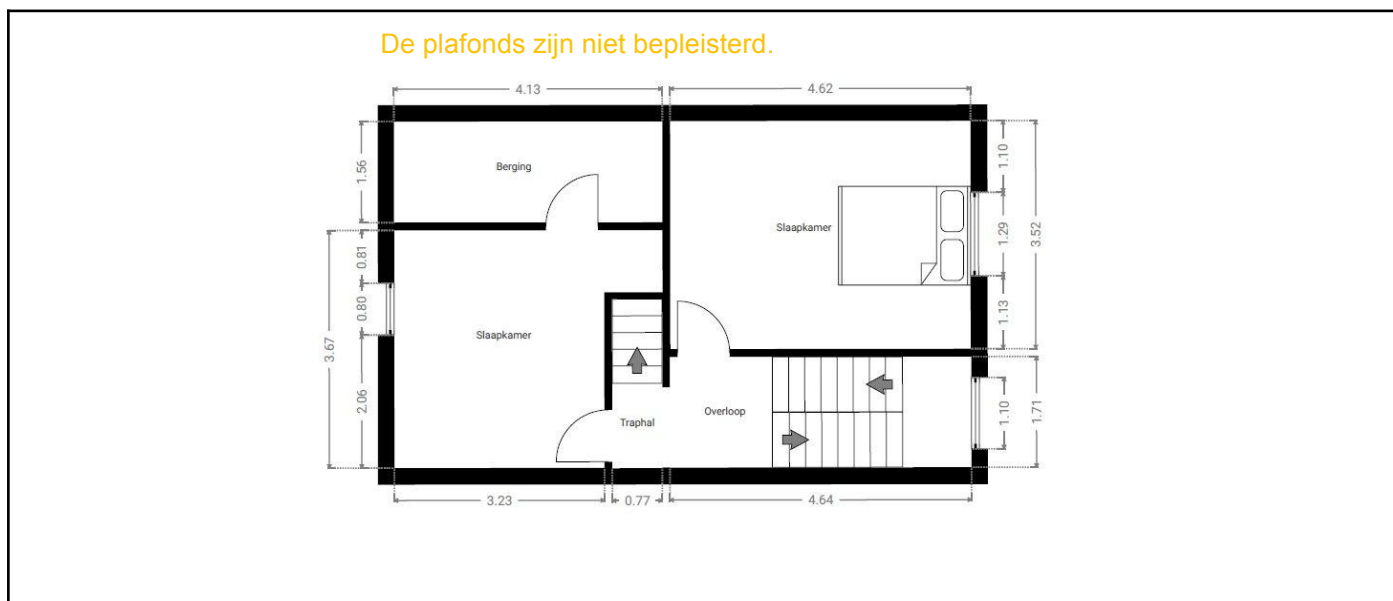 De plafonds zijn niet bepleisterd.
4.13
4.62
1.56
Berging
1.10
Slaapkamer
1.29
3.52
0.81
0.80
3.67
Slaapkamer
1.13
2.06
Traphal
Overloop
1.10
1.71
3.23
0.77
4.64